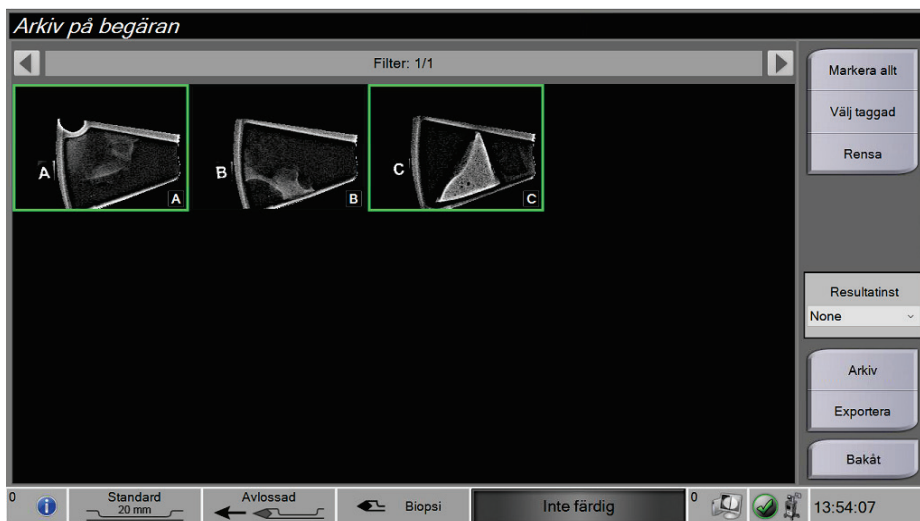 Arkiv på begäran
Filter: 1/1
Markera allt
Välj taggad
Rensa
A
A
B
B
C
C
Resultatinst
None
Arkiv
Exportera
Bakåt
0
Standard
20 mm
Avlossad
Biopsi
Inte färdig
0
13:54:07